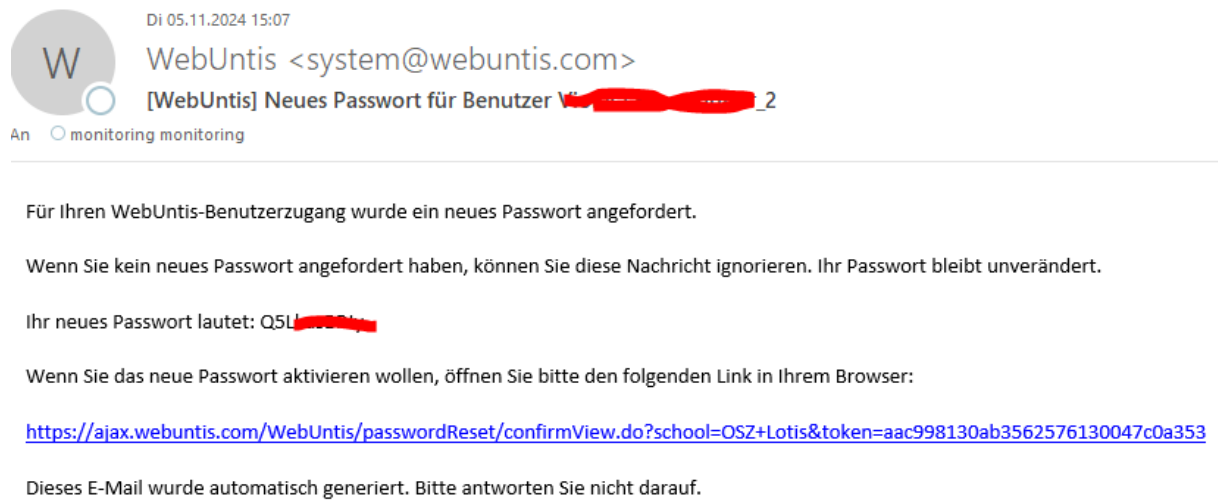 Di 05.11.2024 15:07
W
WebUntis <system@webuntis.com>
[WebUntis] Neues Passwort für Benutzer _2
An monitoring monitoring
Für Ihren WebUntis-Benutzerzugang wurde ein neues Passwort angefordert.
Wenn Sie kein neues Passwort angefordert haben, können Sie diese Nachricht ignorieren. Ihr Passwort bleibt unverändert.
Ihr neues Passwort lautet:
Wenn Sie das neue Passwort aktivieren wollen, öffnen Sie bitte den folgenden Link in Ihrem Browser:
https://ajax.webuntis.com/WebUntis/passwordReset/confirmView.do?school=OSZ+Lotis&token=aac998130ab3562576130047c0a353
Dieses E-Mail wurde automatisch generiert. Bitte antworten Sie nicht darauf.